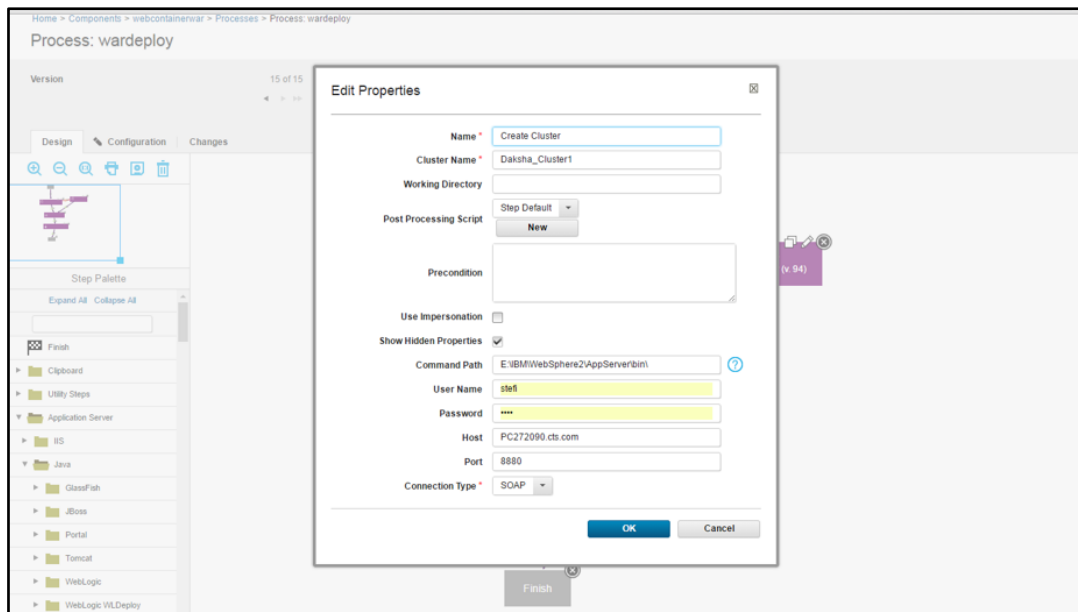 Home > Components > webcontainerwar > Processes > Process: wardeploy
Process: wardeploy
Version
15 of 15
Design
Configuration
Changes
Step Palette
Expand All Collapse All
Finish
Clipboard
Utility Steps
Application Server
IIS
Java
GlassFish
JBoss
Portal
Tomcat
WebLogic
WebLogic WLDeploy
Edit Properties
Name * Create Cluster
Cluster Name * Daksha_Cluster1
Working Directory
Post Processing Script Step Default
New
Precondition
Use Impersonation
Show Hidden Properties
Command Path E:\IBM\WebSphere2\AppServer\bin\
User Name stefi
Password ••••
Host PC272090.cts.com
Port 8880
Connection Type * SOAP
OK Cancel
(v. 94)
Finish